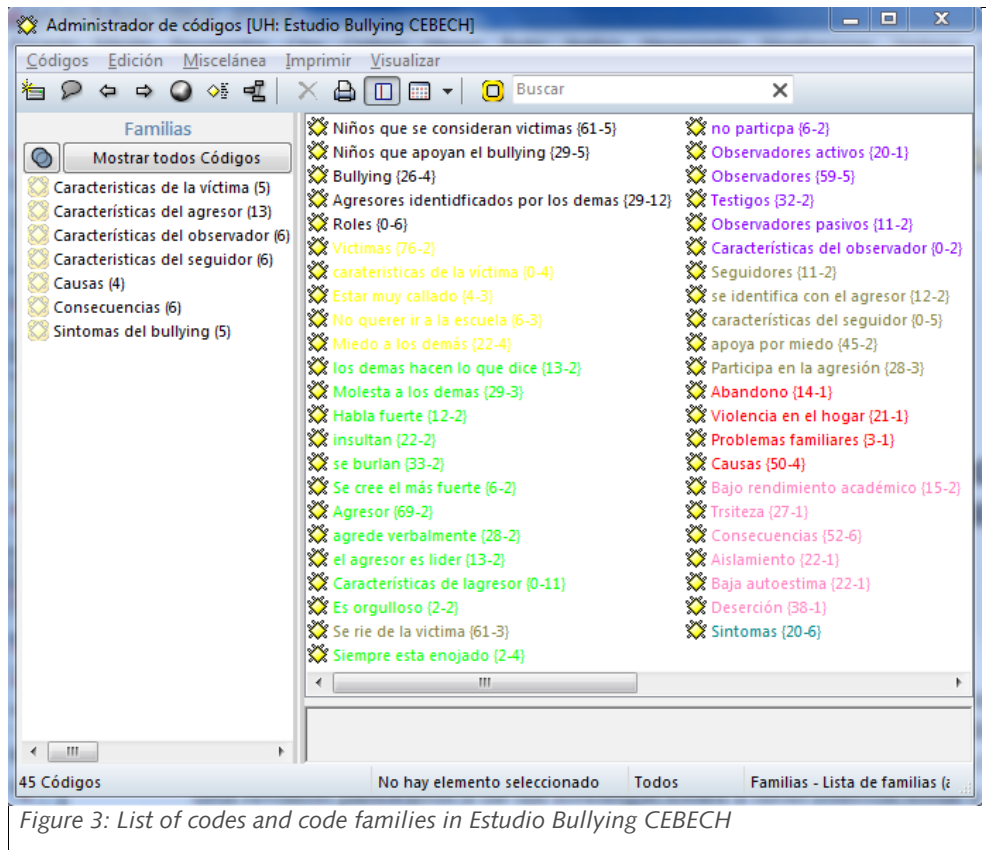 Administrador de códigos [UH: Estudio Bullying CEBECH]
Códigos Edición Miscelánea Imprimir Visualizar
Buscar
Familias
Mostrar todos Códigos
Caracteristicas de la víctima (5)
Características del agresor (13)
Características del observador (6)
Caracteristicas del seguidor (6)
Causas (4)
Consecuencias (6)
Sintomas del bullying (5)
Niños que se consideran victimas {61-5}
Niños que apoyan el bullying {29-5}
Bullying {26-4}
Agresores identidficados por los demas {29-12}
Roles {0-6}
Victimas {76-2}
carateristicas de la víctima {0-4}
Estar muy callado {4-3}
No querer ir a la escuela {6-3}
Miedo a los demás {22-4}
los demas hacen lo que dice {13-2}
Molesta a los demas {29-3}
Habla fuerte {12-2}
insultan {22-2}
se burlan {33-2}
Se cree el más fuerte {6-2}
Agresor {69-2}
agrede verbalmente {28-2}
el agresor es lider {13-2}
Características de lagresor {0-11}
Es orgulloso {2-2}
Se rie de la victima {61-3}
Siempre esta enojado {2-4}
no particpa {6-2}
Observadores activos {20-1}
Observadores {59-5}
Testigos {32-2}
Observadores pasivos {11-2}
Características del observador {0-2}
Seguidores {11-2}
se identifica con el agresor {12-2}
características del seguidor {0-5}
apoya por miedo {45-2}
Participa en la agresión {28-3}
Abandono {14-1}
Violencia en el hogar {21-1}
Problemas familiares {3-1}
Causas {50-4}
Bajo rendimiento académico {15-2}
Trsiteza {27-1}
Consecuencias {52-6}
Aislamiento {22-1}
Baja autoestima {22-1}
Deserción {38-1}
Sintomas {20-6}
45 Códigos No hay elemento seleccionado Todos Familias - Lista de familias (a
Figure 3: List of codes and code families in Estudio Bullying CEBECH